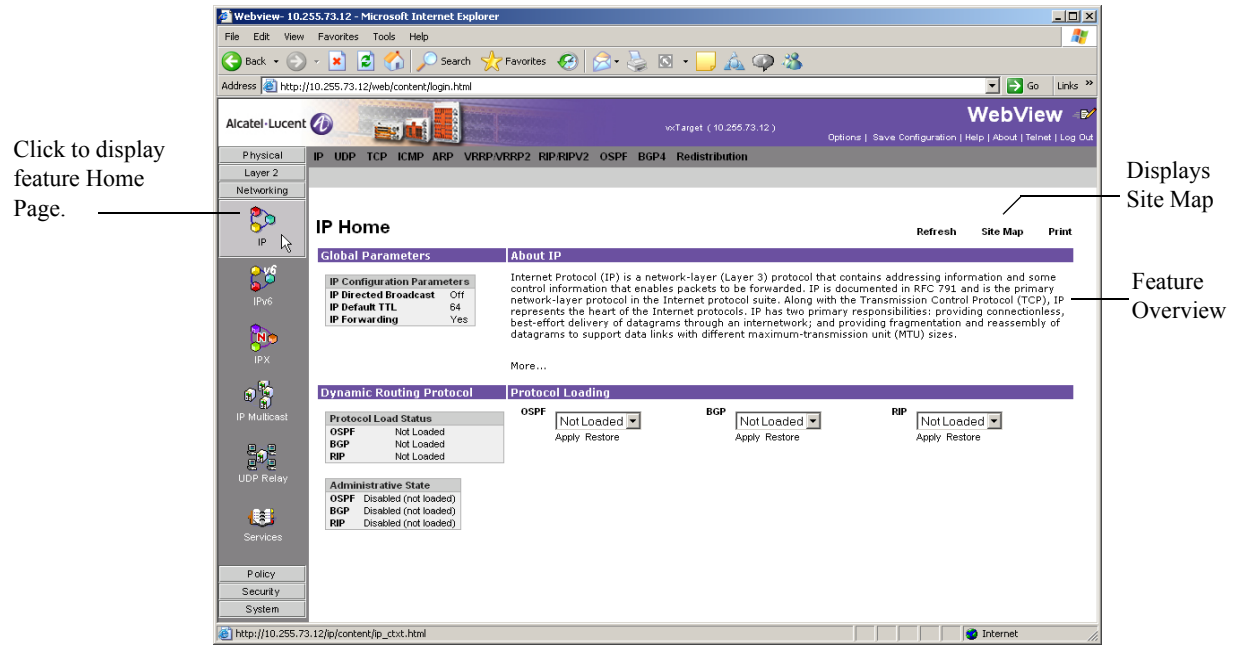 Webview- 10.255.73.12 - Microsoft Internet Explorer
File Edit View Favorites Tools Help
Back Search Favorites
Address http://10.255.73.12/web/content/login.html Go Links »
Alcatel·Lucent
vxTarget ( 10.255.73.12 )
WebView
Options | Save Configuration | Help | About | Telnet | Log Out
Physical
Layer 2
Networking
IP UDP TCP ICMP ARP VRRP/VRRP2 RIP/RIPV2 OSPF BGP4 Redistribution
Click to display
feature Home
Page.
Displays
Site Map
Feature
Overview
IP
IPv6
IPX
IP Multicast
UDP Relay
Services
Policy
Security
System
IP Home
Refresh Site Map Print
Global Parameters
IP Configuration Parameters
IP Directed Broadcast Off
IP Default TTL 64
IP Forwarding Yes
About IP
Internet Protocol (IP) is a network-layer (Layer 3) protocol that contains addressing information and some
control information that enables packets to be forwarded. IP is documented in RFC 791 and is the primary
network-layer protocol in the Internet protocol suite. Along with the Transmission Control Protocol (TCP), IP
represents the heart of the Internet protocols. IP has two primary responsibilities: providing connectionless,
best-effort delivery of datagrams through an internetwork; and providing fragmentation and reassembly of
datagrams to support data links with different maximum-transmission unit (MTU) sizes.
More...
Dynamic Routing Protocol
Protocol Load Status
OSPF Not Loaded
BGP Not Loaded
RIP Not Loaded
Administrative State
OSPF Disabled (not loaded)
BGP Disabled (not loaded)
RIP Disabled (not loaded)
Protocol Loading
OSPF Not Loaded
Apply Restore
BGP Not Loaded
Apply Restore
RIP Not Loaded
Apply Restore
http://10.255.73.12/ip/content/ip_ctxt.html
Internet